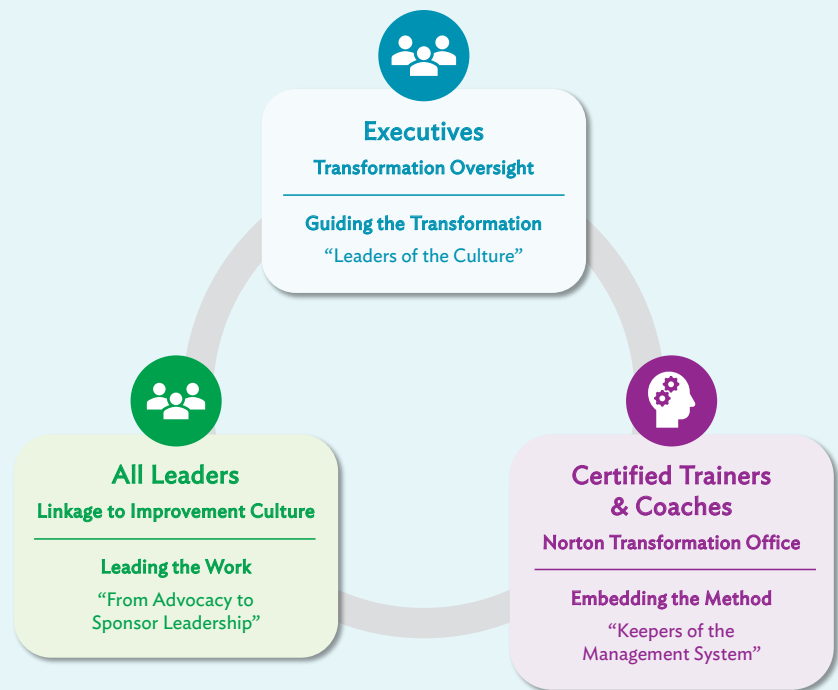 Executives
Transformation Oversight
Guiding the Transformation
“Leaders of the Culture”
All Leaders
Linkage to Improvement Culture
Leading the Work
“From Advocacy to
Sponsor Leadership”
Certified Trainers
& Coaches
Norton Transformation Office
Embedding the Method
“Keepers of the
Management System”